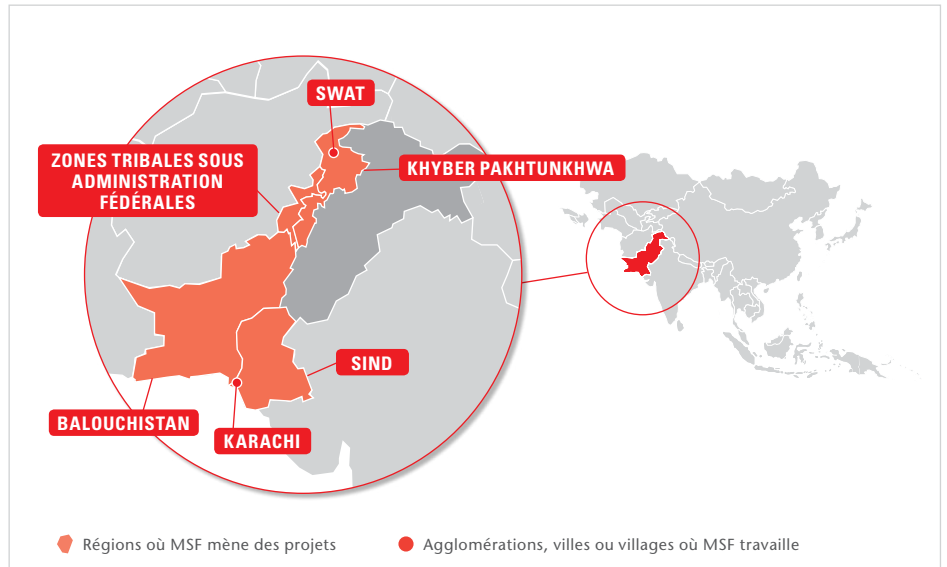 SWAT
ZONES TRIBALES SOUS
ADMINISTRATION
FÉDÉRALES
KHYBER PAKHTUNKHWA
SIND
BALOUCHISTAN
KARACHI
Régions où MSF mène des projets
Agglomérations, villes ou villages où MSF travaille